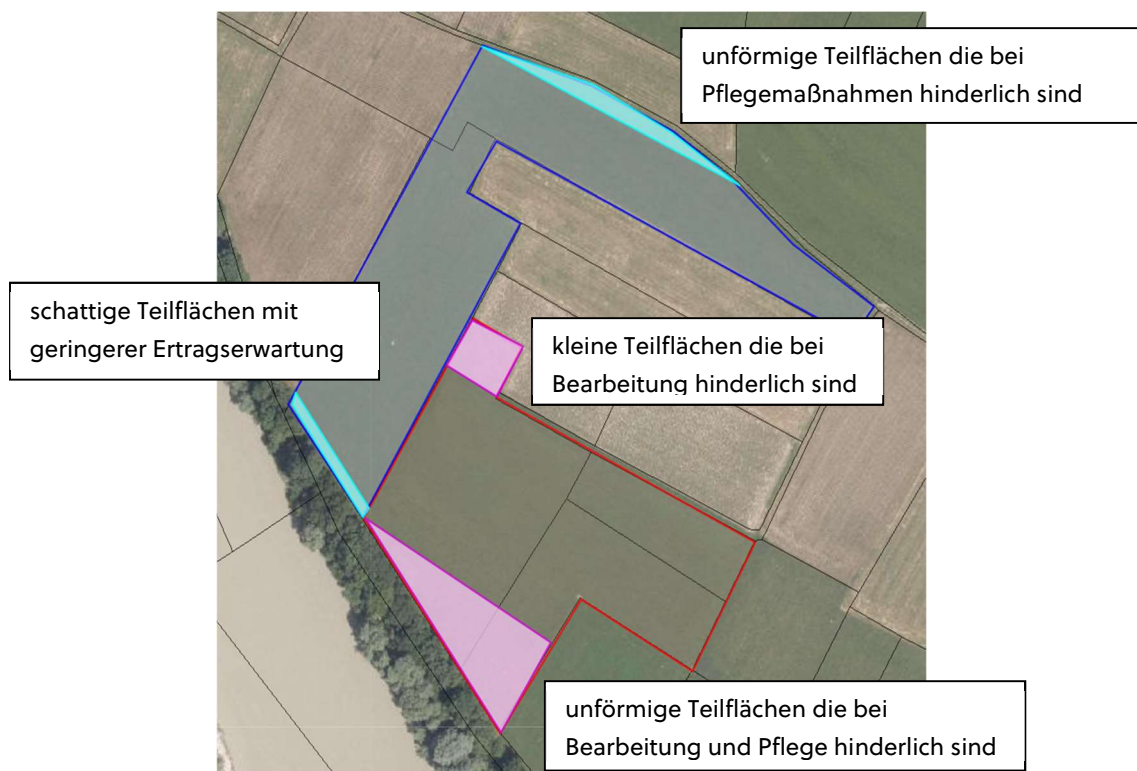 unförmige Teilflächen die bei
Pflegemaßnahmen hinderlich sind
schattige Teilflächen mit
geringerer Ertragserwartung
kleine Teilflächen die bei
Bearbeitung hinderlich sind
unförmige Teilflächen die bei
Bearbeitung und Pflege hinderlich sind